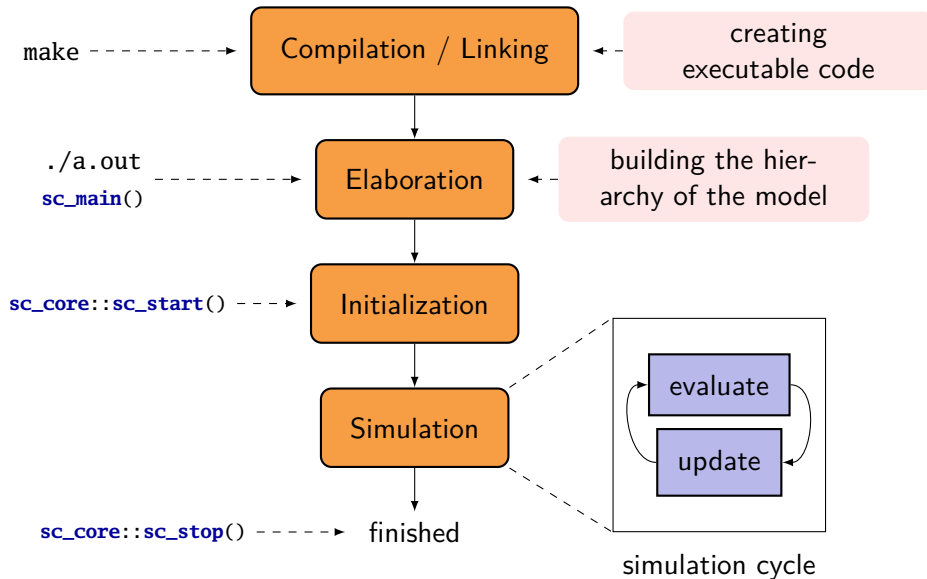 make
Compilation / Linking
creating
executable code
./a.out
sc_main()
Elaboration
building the hier-
archy of the model
sc_core::sc_start()
Initialization
Simulation
evaluate
update
sc_core::sc_stop()
finished
simulation cycle